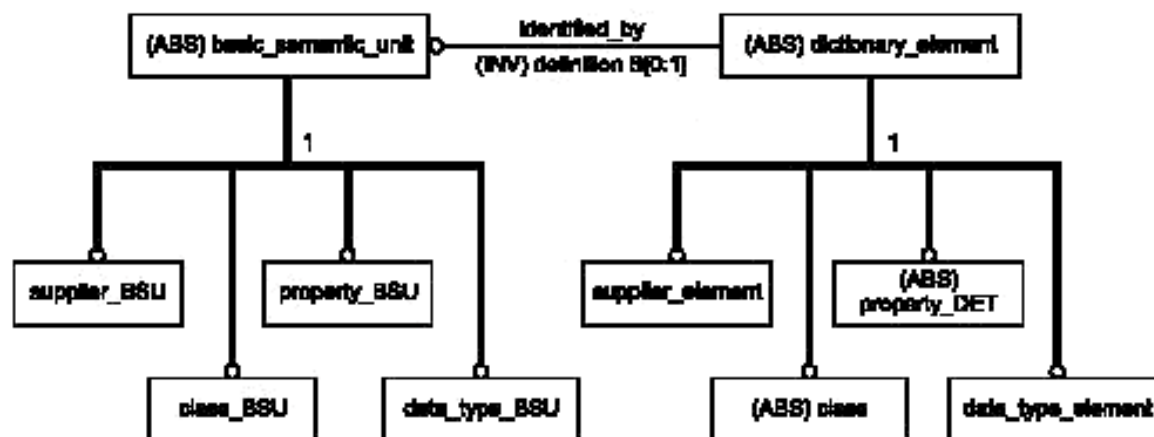 identified_by
(ABS) basic_semantic_unit
(ABS) dictionary_element
(INV) definition S[0:1]
1
1
supplier_BSU
property_BSU
supplier_element
(ABS)
property_DET
class_BSU
data_type_BSU
(ABS) class
data_type_element